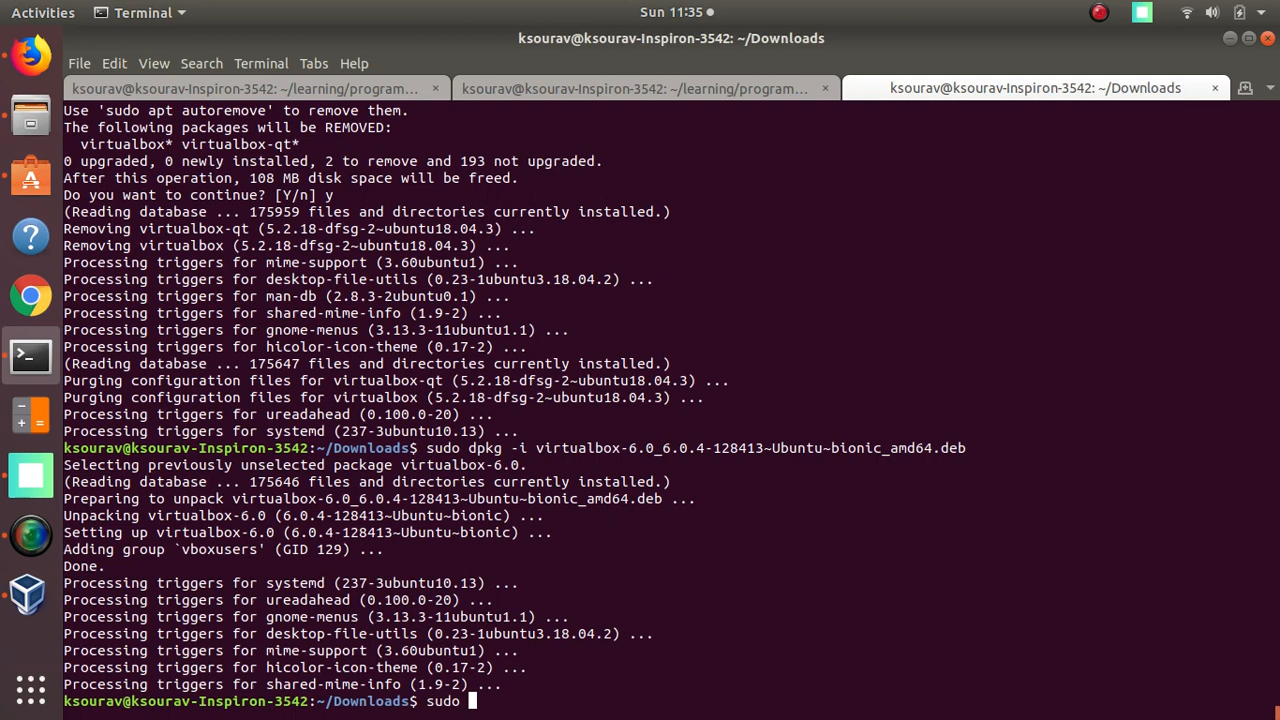 Activities
Terminal
Sun 11:35
ksourav@ksourav-Inspiron-3542: ~/Downloads
File Edit View Search Terminal Tabs Help
ksourav@ksourav-Inspiron-3542: ~/learning/program…
ksourav@ksourav-Inspiron-3542: ~/learning/program…
ksourav@ksourav-Inspiron-3542: ~/Downloads
Use 'sudo apt autoremove' to remove them.
The following packages will be REMOVED:
  virtualbox* virtualbox-qt*
0 upgraded, 0 newly installed, 2 to remove and 193 not upgraded.
After this operation, 108 MB disk space will be freed.
Do you want to continue? [Y/n] y
(Reading database ... 175959 files and directories currently installed.)
Removing virtualbox-qt (5.2.18-dfsg-2~ubuntu18.04.3) ...
Removing virtualbox (5.2.18-dfsg-2~ubuntu18.04.3) ...
Processing triggers for mime-support (3.60ubuntu1) ...
Processing triggers for desktop-file-utils (0.23-1ubuntu3.18.04.2) ...
Processing triggers for man-db (2.8.3-2ubuntu0.1) ...
Processing triggers for shared-mime-info (1.9-2) ...
Processing triggers for gnome-menus (3.13.3-11ubuntu1.1) ...
Processing triggers for hicolor-icon-theme (0.17-2) ...
(Reading database ... 175647 files and directories currently installed.)
Purging configuration files for virtualbox-qt (5.2.18-dfsg-2~ubuntu18.04.3) ...
Purging configuration files for virtualbox (5.2.18-dfsg-2~ubuntu18.04.3) ...
Processing triggers for ureadahead (0.100.0-20) ...
Processing triggers for systemd (237-3ubuntu10.13) ...
ksourav@ksourav-Inspiron-3542:~/Downloads$ sudo dpkg -i virtualbox-6.0_6.0.4-128413~Ubuntu~bionic_amd64.deb
Selecting previously unselected package virtualbox-6.0.
(Reading database ... 175646 files and directories currently installed.)
Preparing to unpack virtualbox-6.0_6.0.4-128413~Ubuntu~bionic_amd64.deb ...
Unpacking virtualbox-6.0 (6.0.4-128413~Ubuntu~bionic) ...
Setting up virtualbox-6.0 (6.0.4-128413~Ubuntu~bionic) ...
Adding group `vboxusers' (GID 129) ...
Done.
Processing triggers for systemd (237-3ubuntu10.13) ...
Processing triggers for ureadahead (0.100.0-20) ...
Processing triggers for gnome-menus (3.13.3-11ubuntu1.1) ...
Processing triggers for desktop-file-utils (0.23-1ubuntu3.18.04.2) ...
Processing triggers for mime-support (3.60ubuntu1) ...
Processing triggers for hicolor-icon-theme (0.17-2) ...
Processing triggers for shared-mime-info (1.9-2) ...
ksourav@ksourav-Inspiron-3542:~/Downloads$ sudo